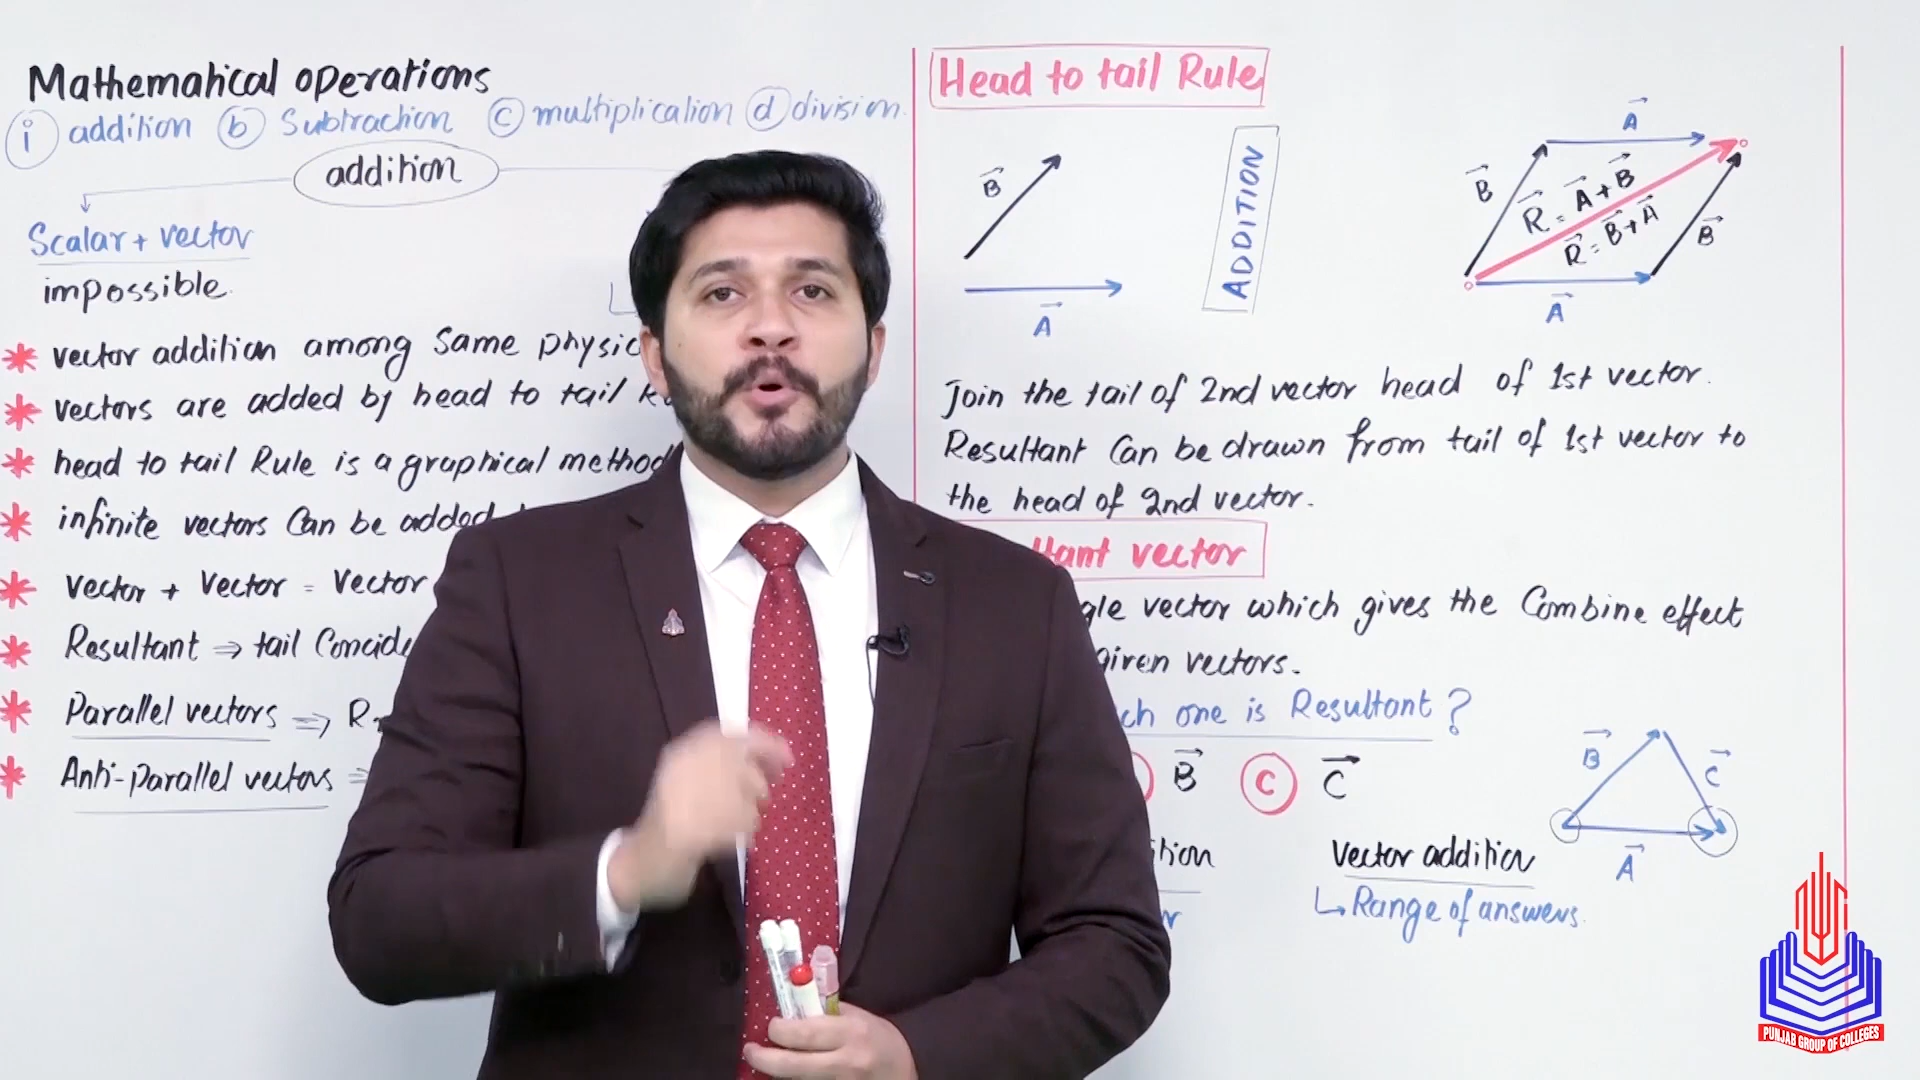 Mathematical operations
i addition b Subtraction c multiplication d division.
addition
Scalar + vector
impossible.
* vector addition among Same physic
* vectors are added by head to tail
* head to tail Rule is a graphical method
* infinite vectors Can be added
* Vector + Vector = Vector
* Resultant ⇒ tail
* Parallel vectors ⇒ R
* Anti-parallel vectors ⇒
Head to tail Rule
B
A
ADDITION
A
B
R = A + B
R = B + A
B
A
Join the tail of 2nd vector head of 1st vector.
Resultant Can be drawn from tail of 1st vector to
the head of 2nd vector.
vector
gle vector which gives the Combine effect
given vectors.
ch one is Resultant ?
B c C
B
C
A
ition
vector addition
Range of answers.
PUNJAB GROUP OF COLLEGES